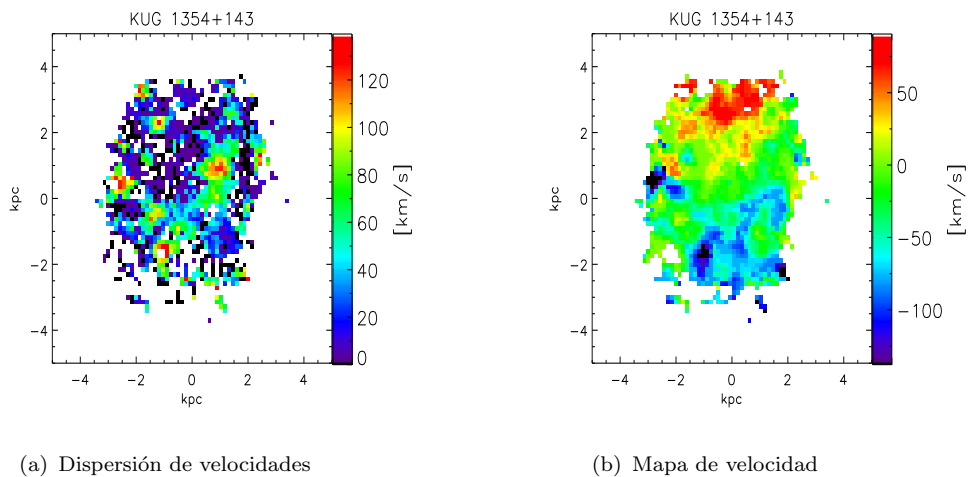 KUG 1354+143
4
2
0
−2
−4
−4 −2 0 2 4
kpc
kpc
120
100
80
60
40
20
0
[km/s]
KUG 1354+143
4
2
0
−2
−4
−4 −2 0 2 4
kpc
kpc
50
0
−50
−100
[km/s]
(a) Dispersión de velocidades
(b) Mapa de velocidad